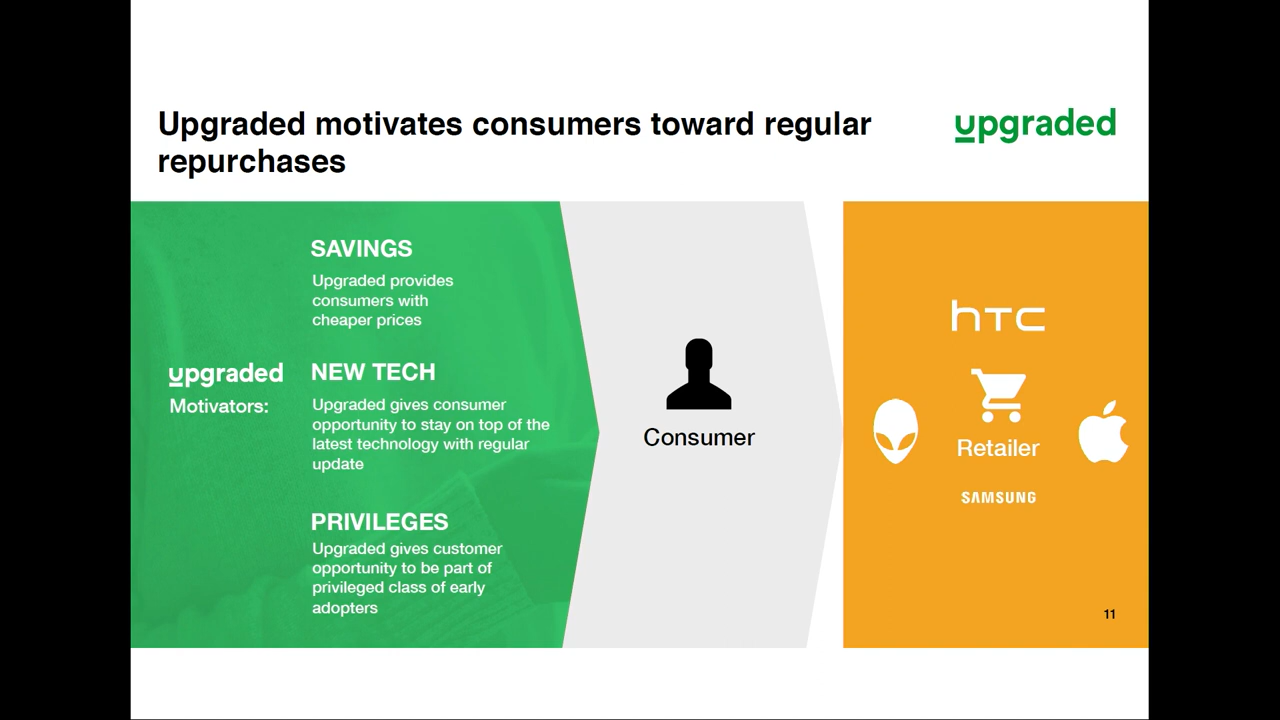 Upgraded motivates consumers toward regular
repurchases
upgraded
SAVINGS
Upgraded provides
consumers with
cheaper prices
upgraded
Motivators:
NEW TECH
Upgraded gives consumer
opportunity to stay on top of the
latest technology with regular
update
PRIVILEGES
Upgraded gives customer
opportunity to be part of
privileged class of early
adopters
Consumer
hTC
Retailer
SAMSUNG
11